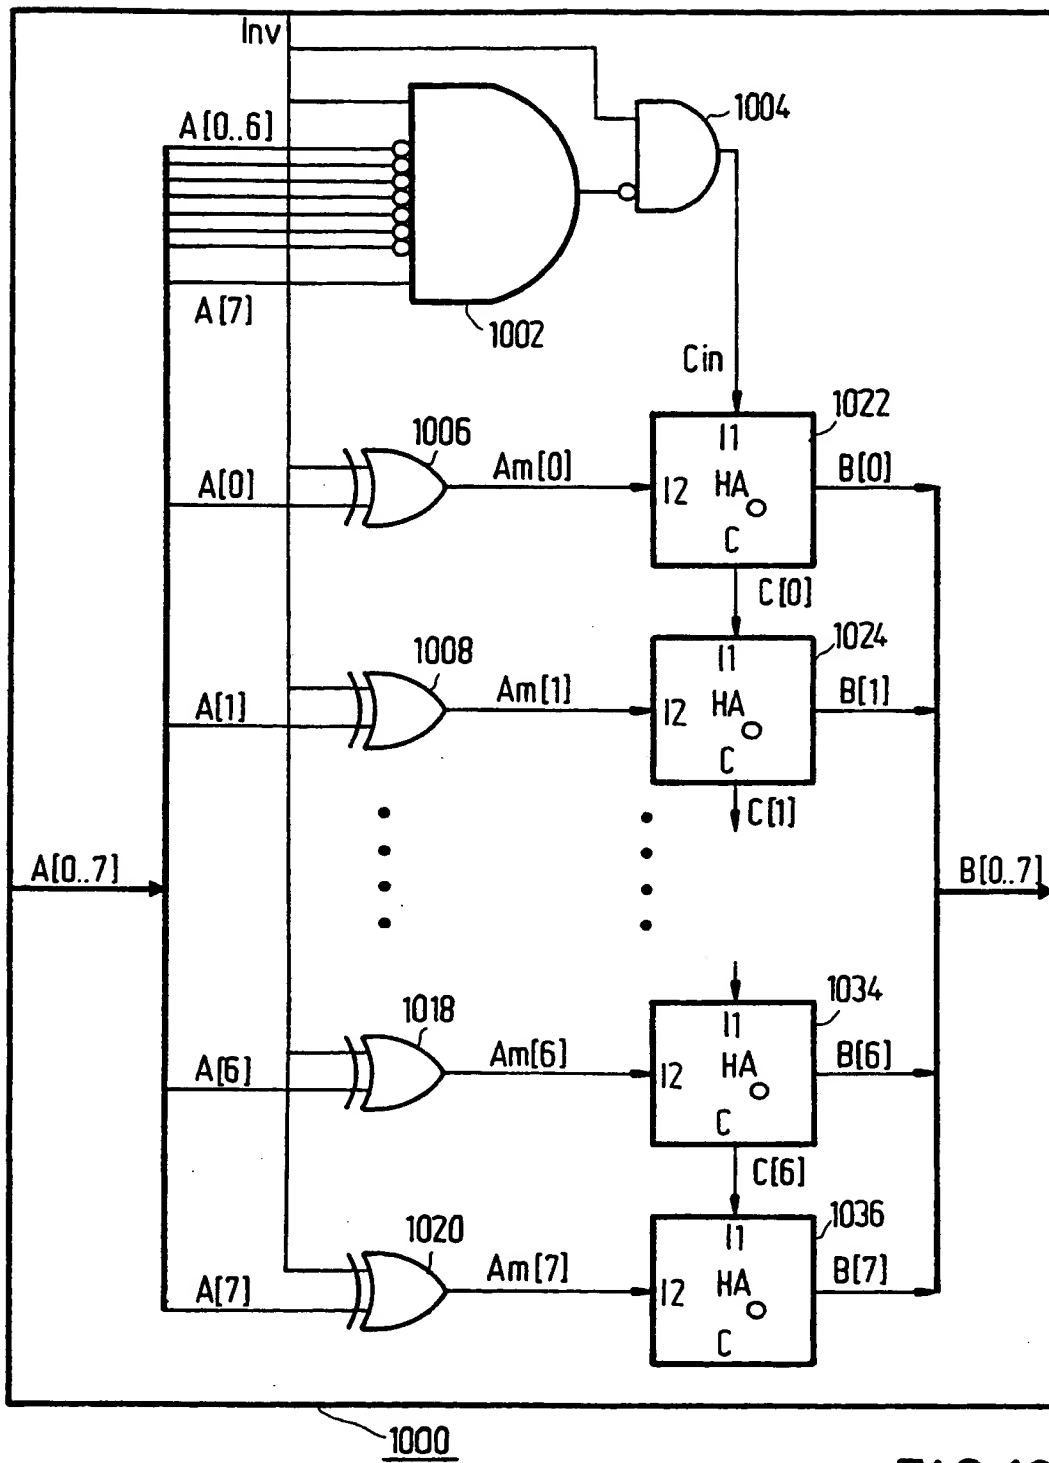 Inv
1004
A[0..6]
A[7]
1002
Cin
1022
I1
1006
A[0]
Am[0]
I2
HA
O
B[0]
C
C[0]
1024
I1
1008
A[1]
Am[1]
I2
HA
O
B[1]
C
C[1]
A[0..7]
B[0..7]
1034
I1
1018
A[6]
Am[6]
I2
HA
O
B[6]
C
C[6]
1036
I1
1020
A[7]
Am[7]
I2
HA
O
B[7]
C
1000